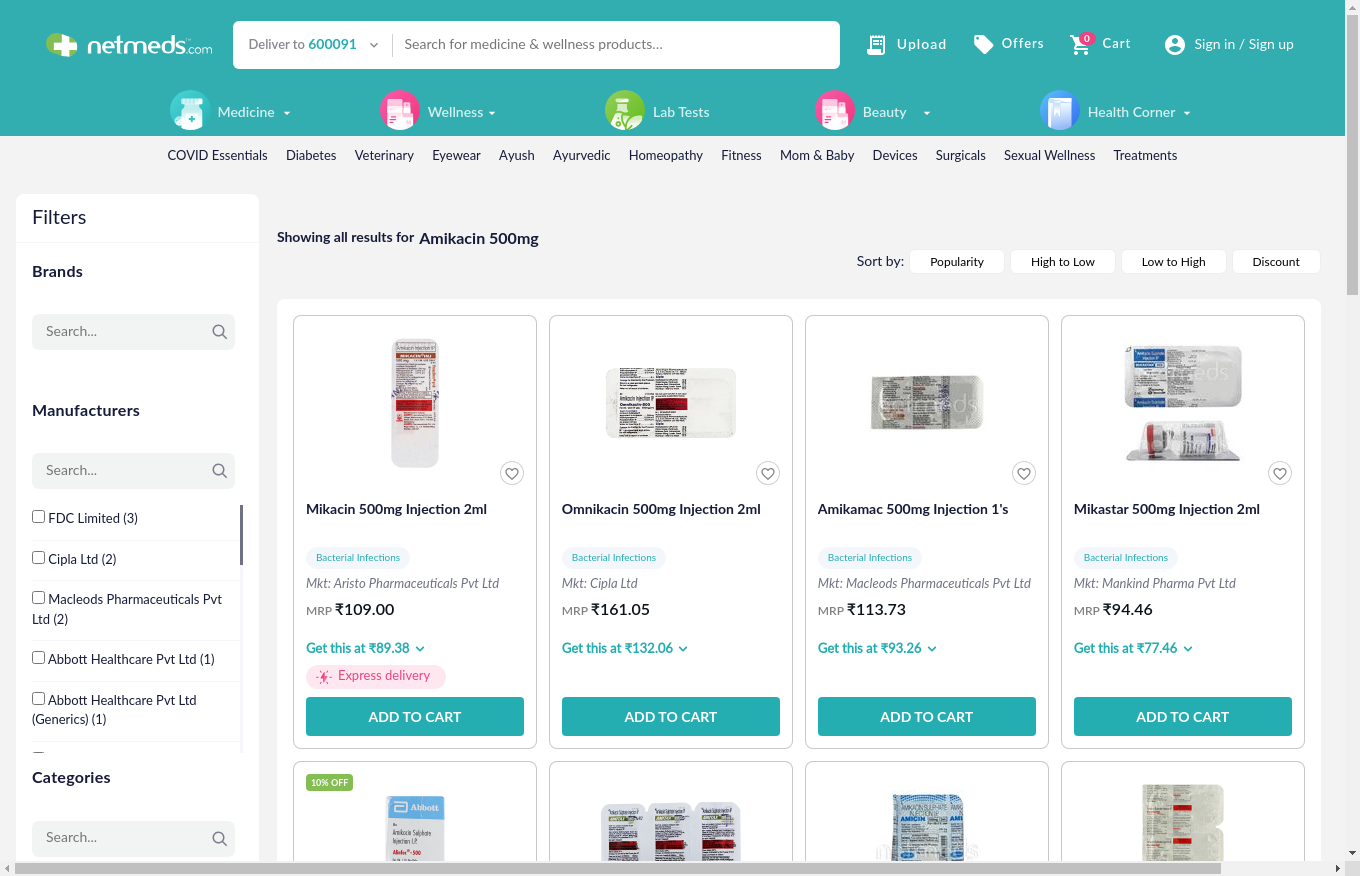 netmeds.com
Deliver to 600091
Search for medicine & wellness products...
Upload
Offers
0
Cart
Sign in / Sign up
Medicine
Wellness
Lab Tests
Beauty
Health Corner
COVID Essentials Diabetes Veterinary Eyewear Ayush Ayurvedic Homeopathy Fitness Mom & Baby Devices Surgicals Sexual Wellness Treatments
Filters
Brands
Search...
Manufacturers
Search...
FDC Limited (3)
Cipla Ltd (2)
Macleods Pharmaceuticals Pvt
Ltd (2)
Abbott Healthcare Pvt Ltd (1)
Abbott Healthcare Pvt Ltd
(Generics) (1)
Categories
Search...
Showing all results for Amikacin 500mg
Sort by: Popularity High to Low Low to High Discount
Mikacin 500mg Injection 2ml
Bacterial Infections
Mkt: Aristo Pharmaceuticals Pvt Ltd
MRP ₹109.00
Get this at ₹89.38
Express delivery
ADD TO CART
Omnikacin 500mg Injection 2ml
Bacterial Infections
Mkt: Cipla Ltd
MRP ₹161.05
Get this at ₹132.06
ADD TO CART
Amikamac 500mg Injection 1's
Bacterial Infections
Mkt: Macleods Pharmaceuticals Pvt Ltd
MRP ₹113.73
Get this at ₹93.26
ADD TO CART
Mikastar 500mg Injection 2ml
Bacterial Infections
Mkt: Mankind Pharma Pvt Ltd
MRP ₹94.46
Get this at ₹77.46
ADD TO CART
10% OFF
Abbott
Amikacin Sulphate
Injection I.P.
AMICIN